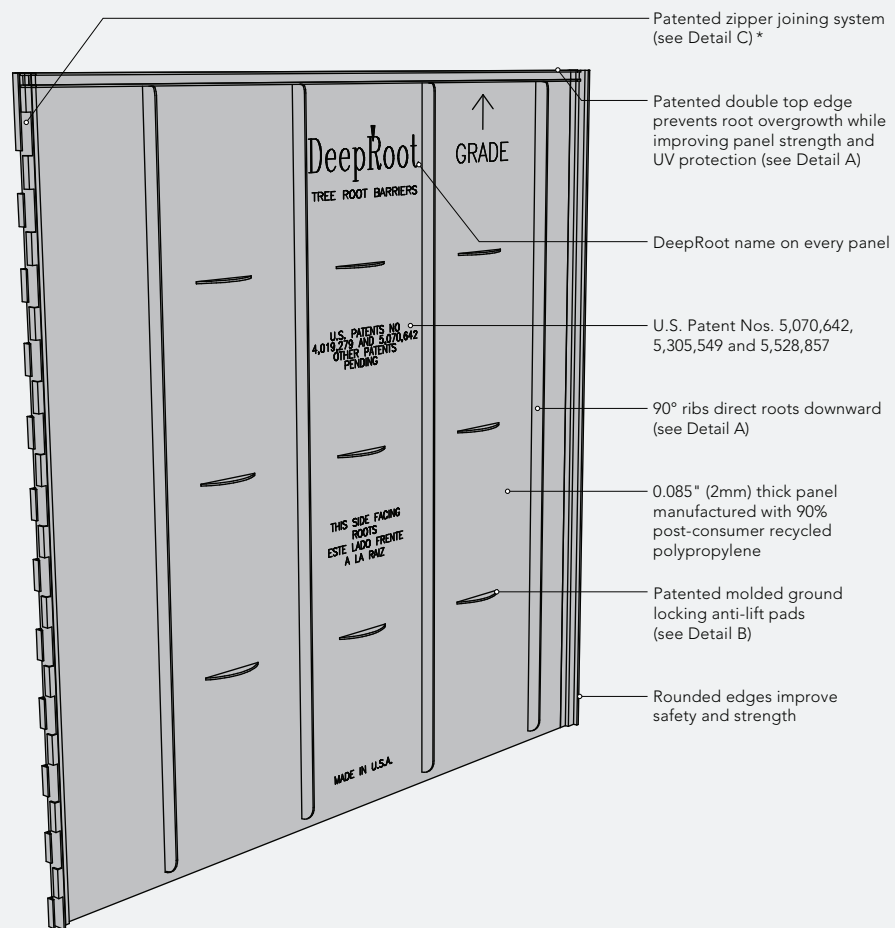 Patented zipper joining system
(see Detail C) *
Patented double top edge
prevents root overgrowth while
improving panel strength and
UV protection (see Detail A)
DeepRoot name on every panel
U.S. Patent Nos. 5,070,642,
5,305,549 and 5,528,857
90° ribs direct roots downward
(see Detail A)
0.085" (2mm) thick panel
manufactured with 90%
post-consumer recycled
polypropylene
Patented molded ground
locking anti-lift pads
(see Detail B)
Rounded edges improve
safety and strength
DeepRoot
TREE ROOT BARRIERS
GRADE
U.S. PATENTS NO
4,019,279 AND 5,070,642
OTHER PATENTS
PENDING
THIS SIDE FACING
ROOTS
ESTE LADO FRENTE
A LA RAIZ
MADE IN U.S.A.